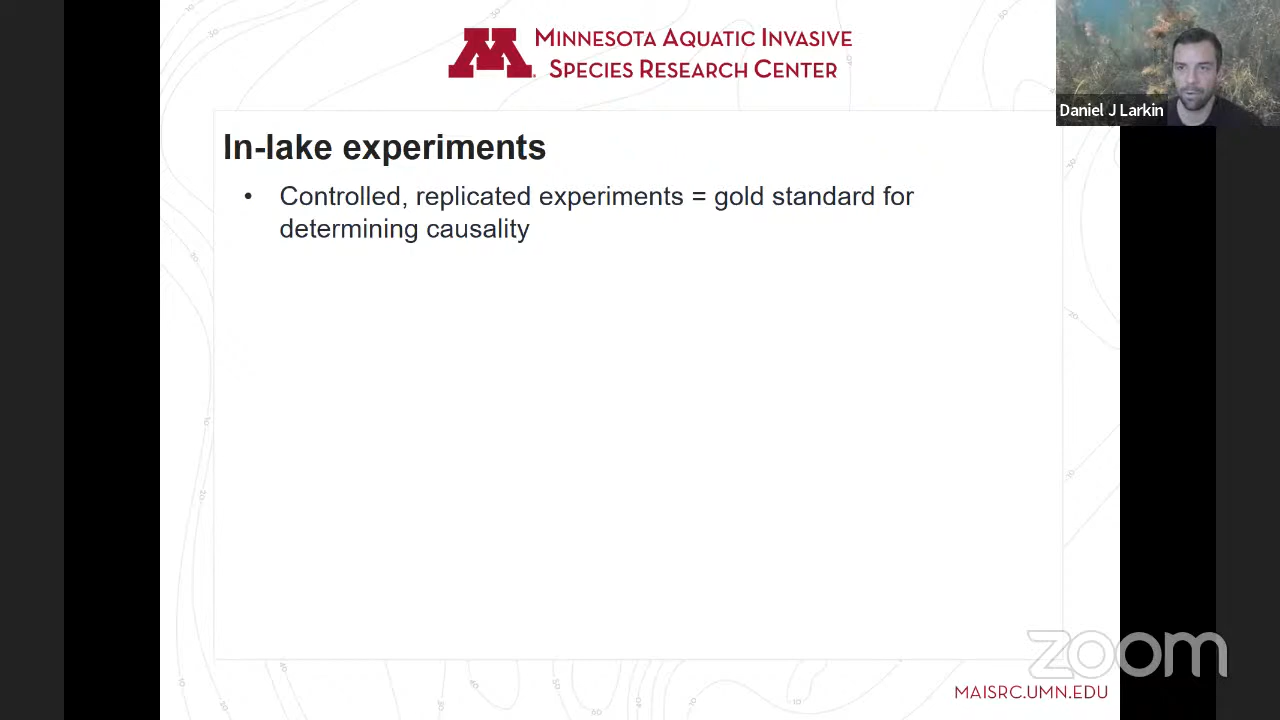 MINNESOTA AQUATIC INVASIVE
SPECIES RESEARCH CENTER
Daniel J Larkin
In-lake experiments
• Controlled, replicated experiments = gold standard for
determining causality
zoom
MAISRC.UMN.EDU